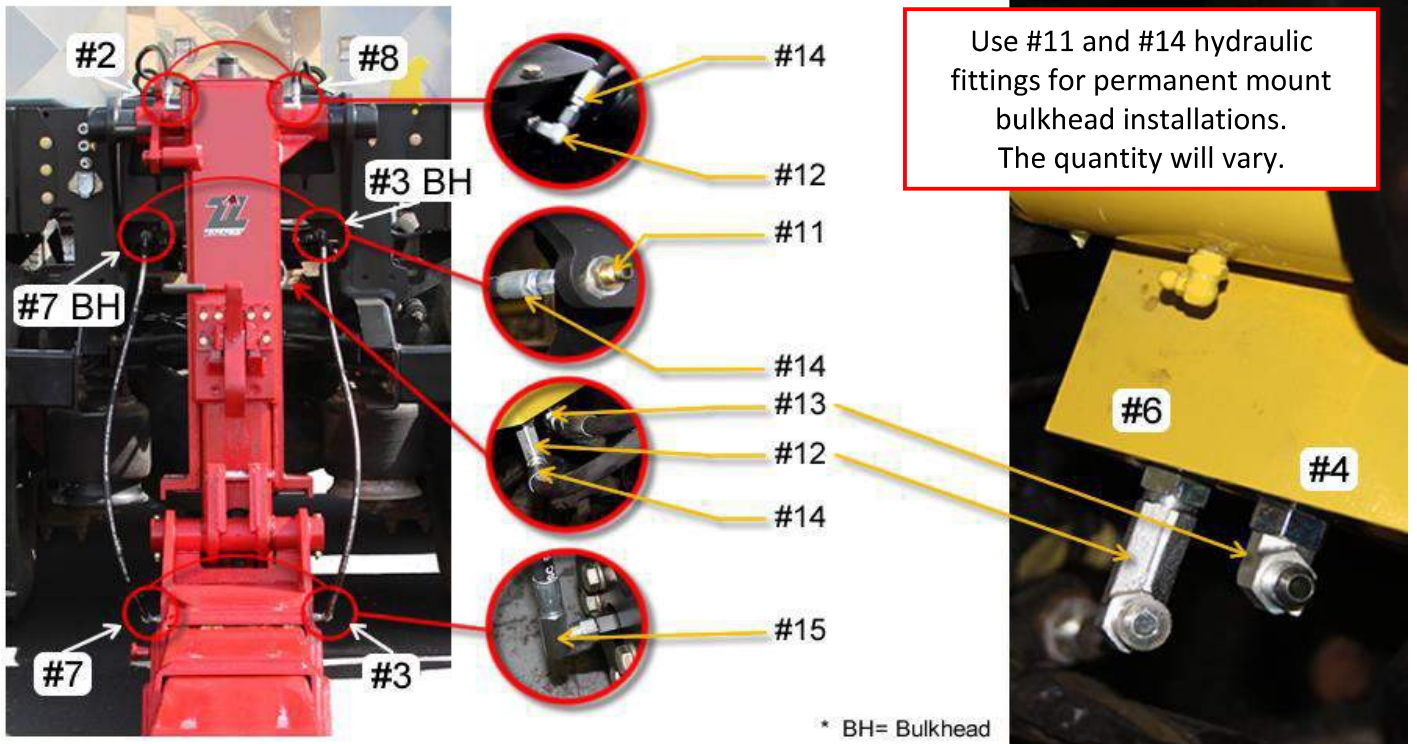 #2
#8
#3 BH
#7 BH
#7
#3
#14
#12
#11
#14
#13
#12
#14
#15
* BH= Bulkhead
Use #11 and #14 hydraulic
fittings for permanent mount
bulkhead installations.
The quantity will vary.
#6
#4